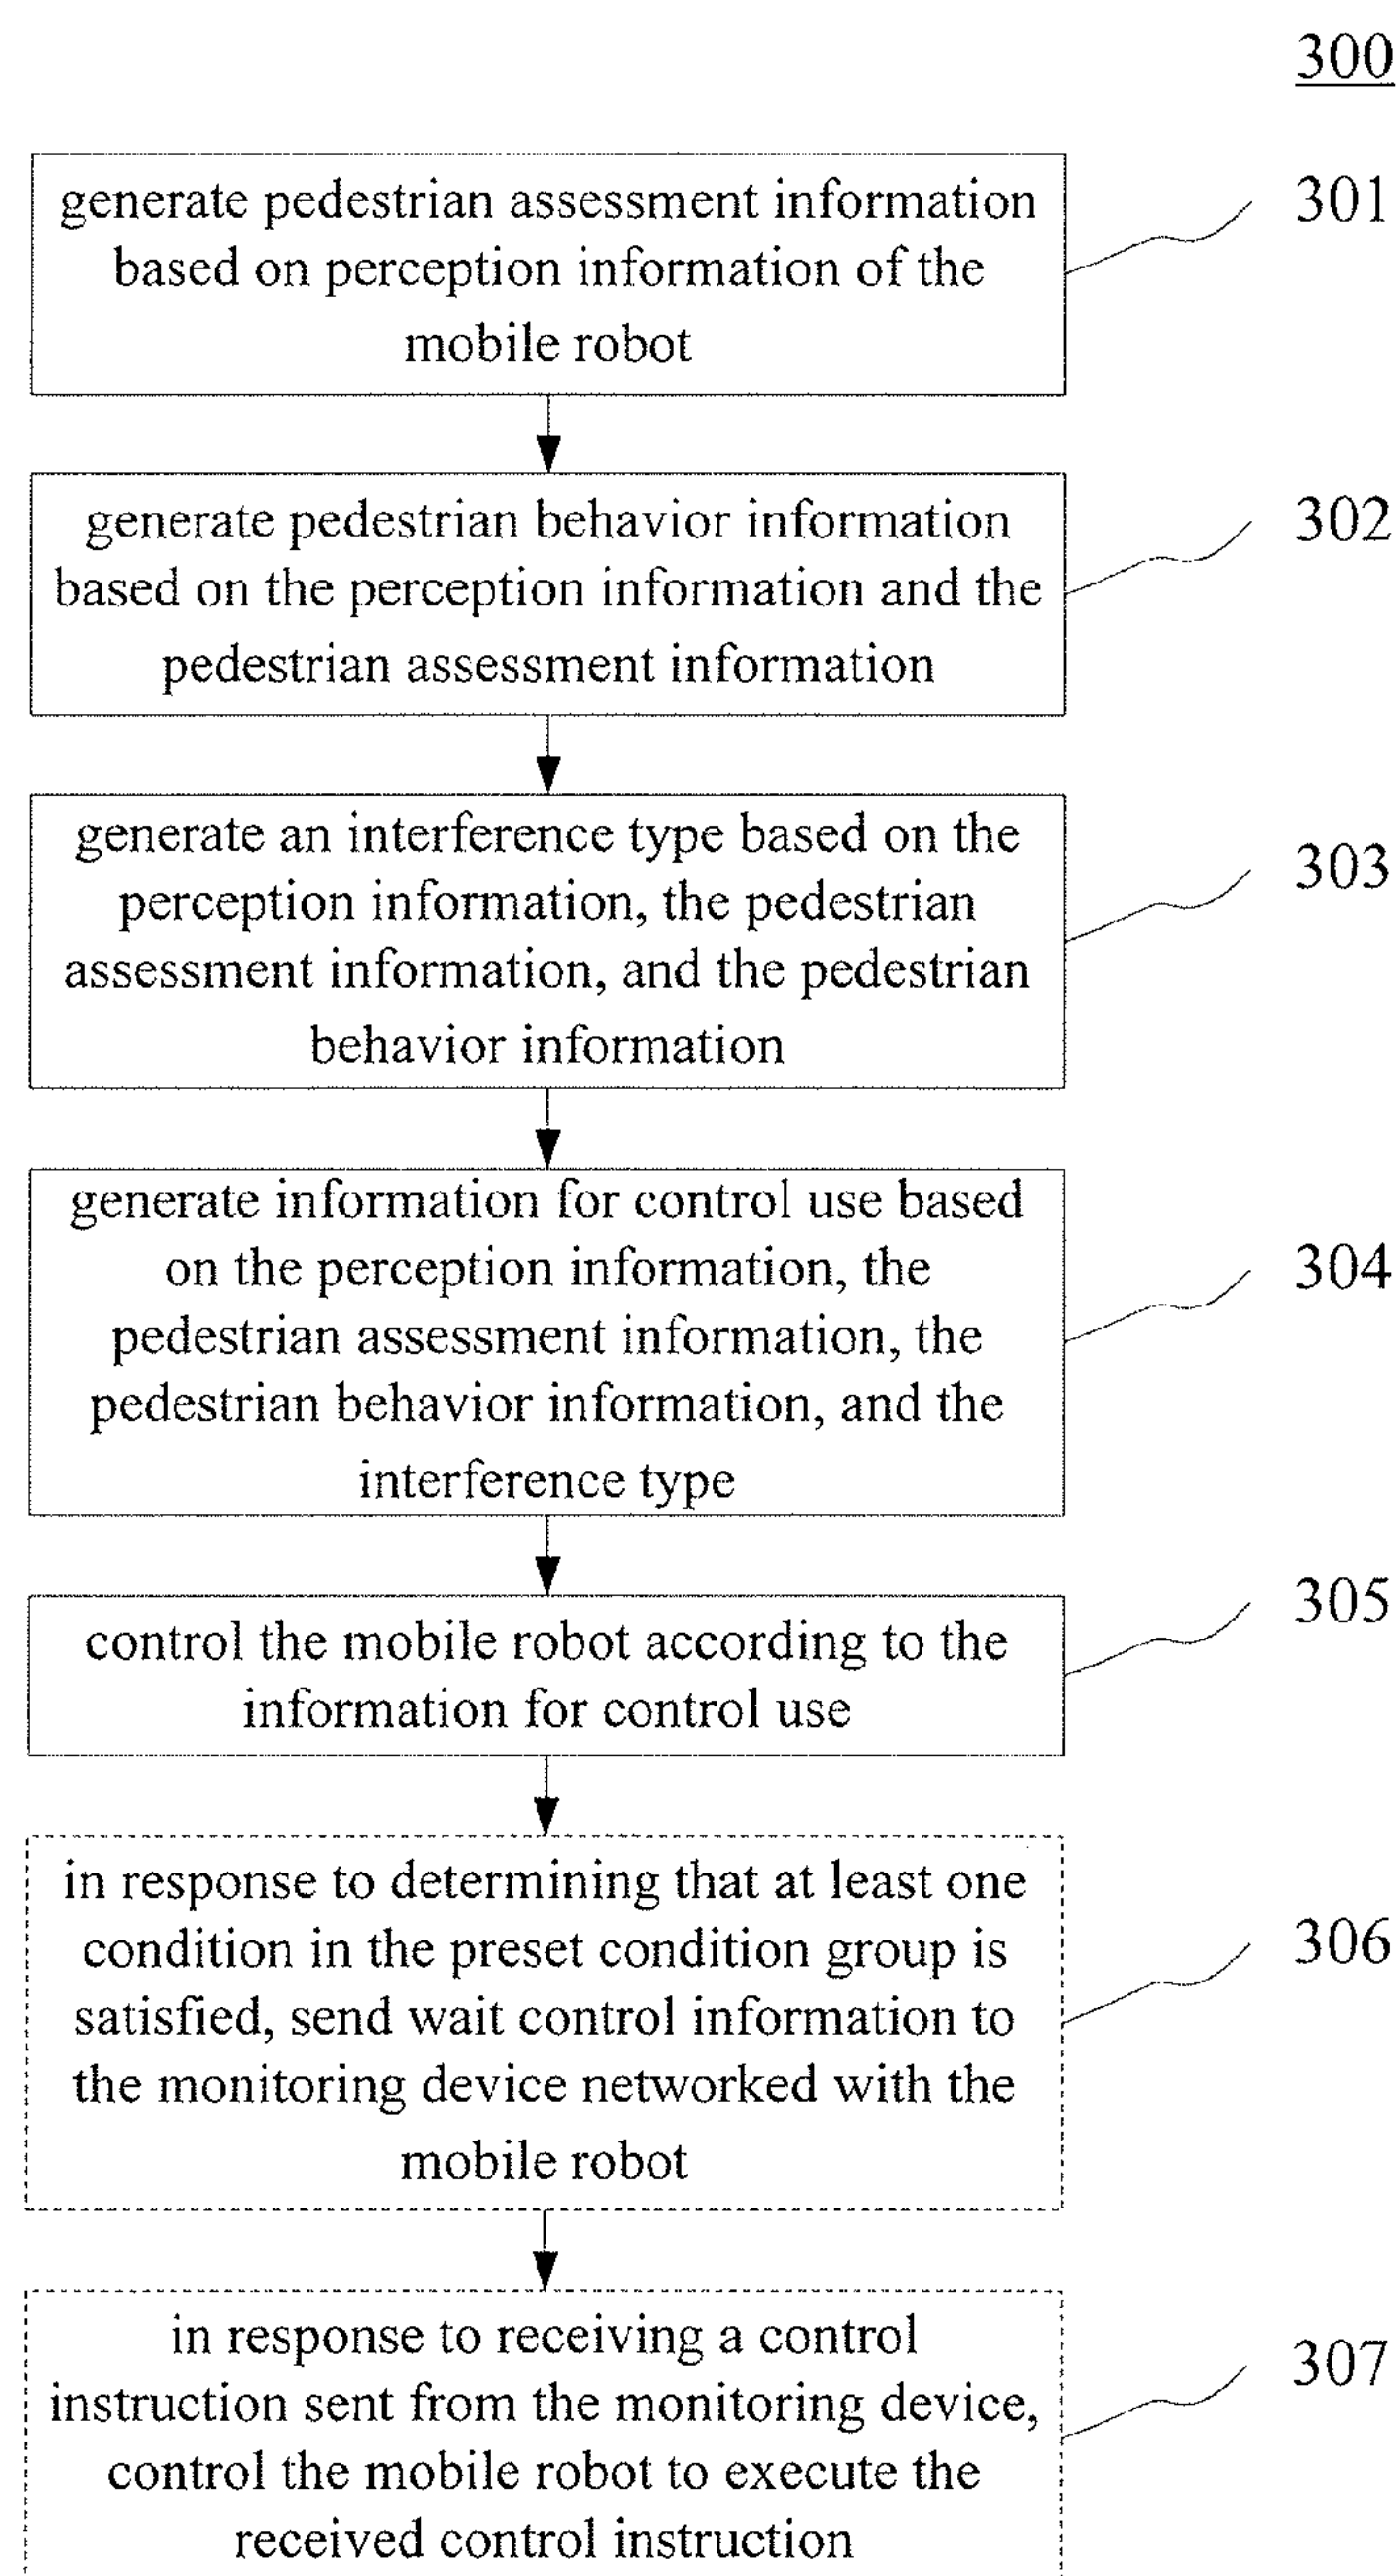 300
generate pedestrian assessment information
based on perception information of the
mobile robot
301
generate pedestrian behavior information
based on the perception information and the
pedestrian assessment information
302
generate an interference type based on the
perception information, the pedestrian
assessment information, and the pedestrian
behavior information
303
generate information for control use based
on the perception information, the
pedestrian assessment information, the
pedestrian behavior information, and the
interference type
304
control the mobile robot according to the
information for control use
305
in response to determining that at least one
condition in the preset condition group is
satisfied, send wait control information to
the monitoring device networked with the
mobile robot
306
in response to receiving a control
instruction sent from the monitoring device,
control the mobile robot to execute the
received control instruction
307